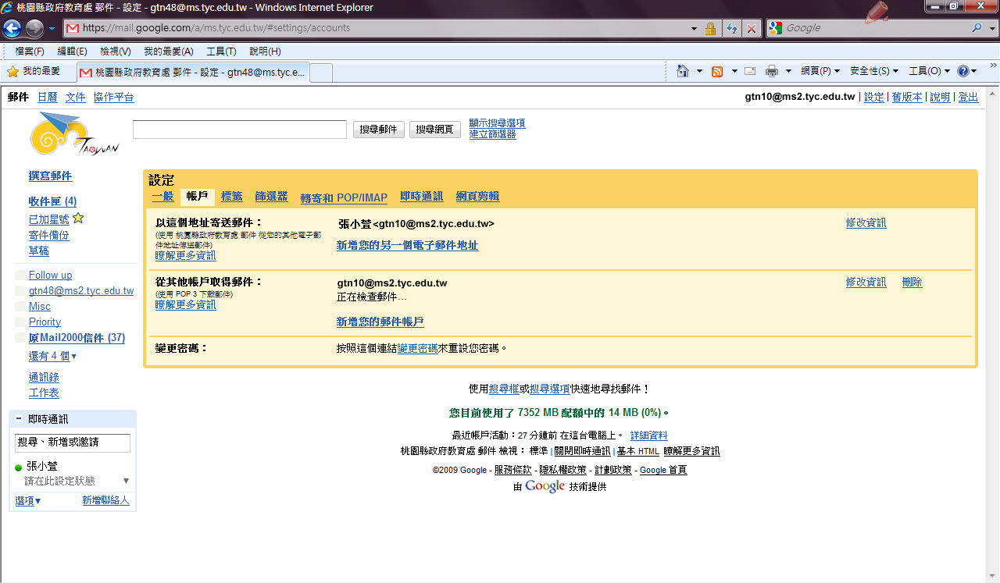 桃園縣政府教育處 郵件 - 設定 - gtn48@ms.tyc.edu.tw - Windows Internet Explorer
https://mail.google.com/a/ms.tyc.edu.tw/#settings/accounts
Google
檔案(F) 編輯(E) 檢視(V) 我的最愛(A) 工具(T) 說明(H)
我的最愛 桃園縣政府教育處 郵件 - 設定 - gtn48@ms.tyc.e... 網頁(P) 安全性(S) 工具(O)
郵件 日曆 文件 協作平台
gtn10@ms2.tyc.edu.tw | 設定 | 舊版本 | 說明 | 登出
TAOYUAN
搜尋郵件 搜尋網頁
顯示搜尋選項
建立篩選器
撰寫郵件
收件匣 (4)
已加星號
寄件備份
草稿
Follow up
gtn48@ms2.tyc.edu.tw
Misc
Priority
原Mail2000信件 (37)
還有 4 個▾
通訊錄
工作表
− 即時通訊
搜尋、新增或邀請
張小萱
請在此設定狀態 ▼
選項▼ 新增聯絡人
設定
一般 帳戶 標籤 篩選器 轉寄和 POP/IMAP 即時通訊 網頁剪輯
以這個地址寄送郵件：
(使用 桃園縣政府教育處 郵件 從您的其他電子郵
件地址傳送郵件)
瞭解更多資訊
張小萱<gtn10@ms2.tyc.edu.tw>
修改資訊
新增您的另一個電子郵件地址
從其他帳戶取得郵件：
(使用 POP 3 下載郵件)
瞭解更多資訊
gtn10@ms2.tyc.edu.tw
修改資訊 刪除
正在檢查郵件...
新增您的郵件帳戶
變更密碼：
按照這個連結變更密碼來重設您密碼。
使用搜尋框或搜尋選項快速地尋找郵件！
您目前使用了 7352 MB 配額中的 14 MB (0%)。
最近帳戶活動：27 分鐘前 在這台電腦上。 詳細資料
桃園縣政府教育處 郵件 檢視： 標準 | 關閉即時通訊 | 基本 HTML 瞭解更多資訊
©2009 Google - 服務條款 - 隱私權政策 - 計劃政策 - Google 首頁
由 Google 技術提供